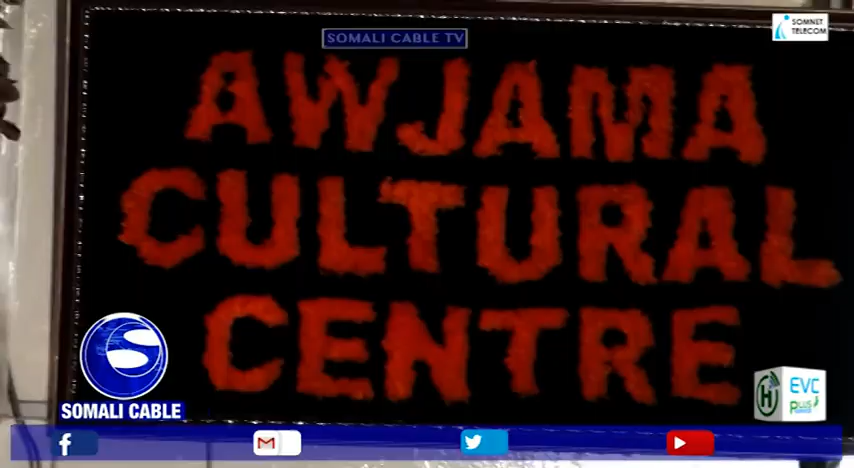 SOMALI CABLE TV
SOMNET
TELECOM
AWJAMA
CULTURAL
CENTRE
SOMALI CABLE
EVC
PLUS